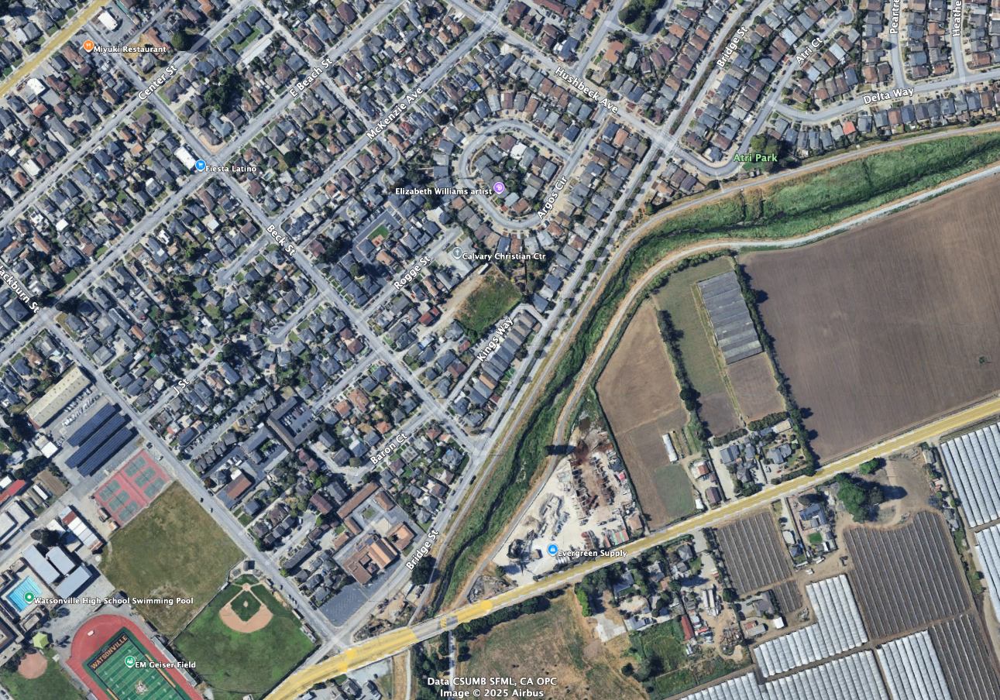 Peartre
Heathe
Bridge St
Atri Ct
Miyuki Restaurant
Center St
E Beach St
Hushbeck Ave
McKenzie Ave
Delta Way
Atri Park
Fiesta Latino
Elizabeth Williams artist
Argos Cir
Beck St
Calvary Christian Ctr
Rogge St
lackburn St
Kings Way
J St
Baron Ct
Bridge St
Evergreen Supply
Watsonville High School Swimming Pool
WATSONVILLE
EM Geiser Field
Data CSUMB SFML, CA OPC
Image © 2025 Airbus